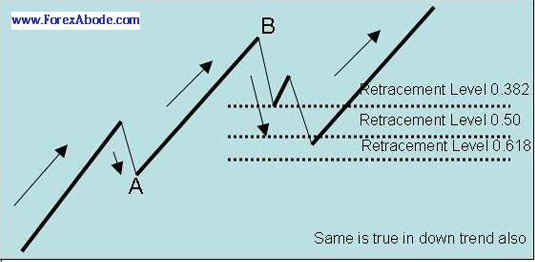 www.ForexAbode.com
B
Retracement Level 0.382
Retracement Level 0.50
Retracement Level 0.618
A
Same is true in down trend also